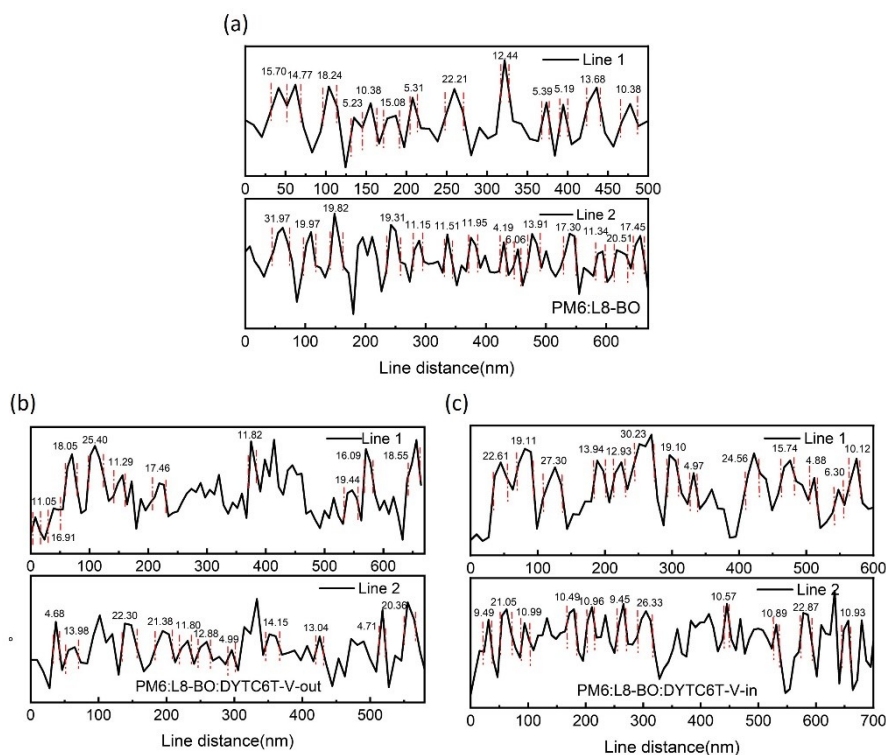 (a)
12.44
Line 1
15.70 14.77 18.24 10.38 5.31 22.21 13.68
5.23 15.08 5.39 5.19 10.38
0 50 100 150 200 250 300 350 400 450 500
31.97 19.97 19.82 19.31 11.15 11.51 11.95 4.19 6.06 13.91 17.30 11.34 20.51 17.45
Line 2
PM6:L8-BO
0 100 200 300 400 500 600
Line distance(nm)
(b)
18.05 25.40 11.29 17.46 11.82 16.09 18.55
Line 1
11.05 16.91 19.44
0 100 200 300 400 500 600
Line 2
4.68 13.98 22.30 21.38 11.80 12.88 4.99 14.15 13.04 4.71 20.36
PM6:L8-BO:DYTC6T-V-out
0 100 200 300 400 500
Line distance(nm)
(c)
22.61 19.11 27.30 13.94 12.93 30.23 19.10 4.97 24.56 15.74 4.88 6.30 10.12
Line 1
0 100 200 300 400 500 600
Line 2
9.49 21.05 10.99 10.49 10.96 9.45 26.33 10.57 10.89 22.87 10.93
PM6:L8-BO:DYTC6T-V-in
0 100 200 300 400 500 600 700
Line distance(nm)